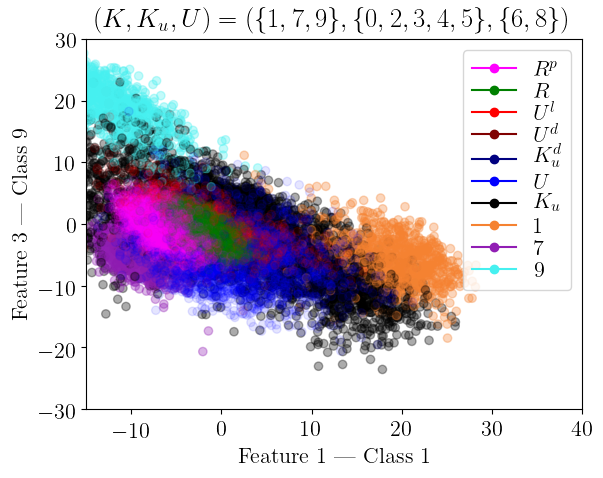 (K, K_u, U) = ({1, 7, 9}, {0, 2, 3, 4, 5}, {6, 8})
30
20
10
0
−10
−20
−30
Feature 3 — Class 9
−10
0
10
20
30
40
Feature 1 — Class 1
R^p
R
U^l
U^d
K_u^d
U
K_u
1
7
9